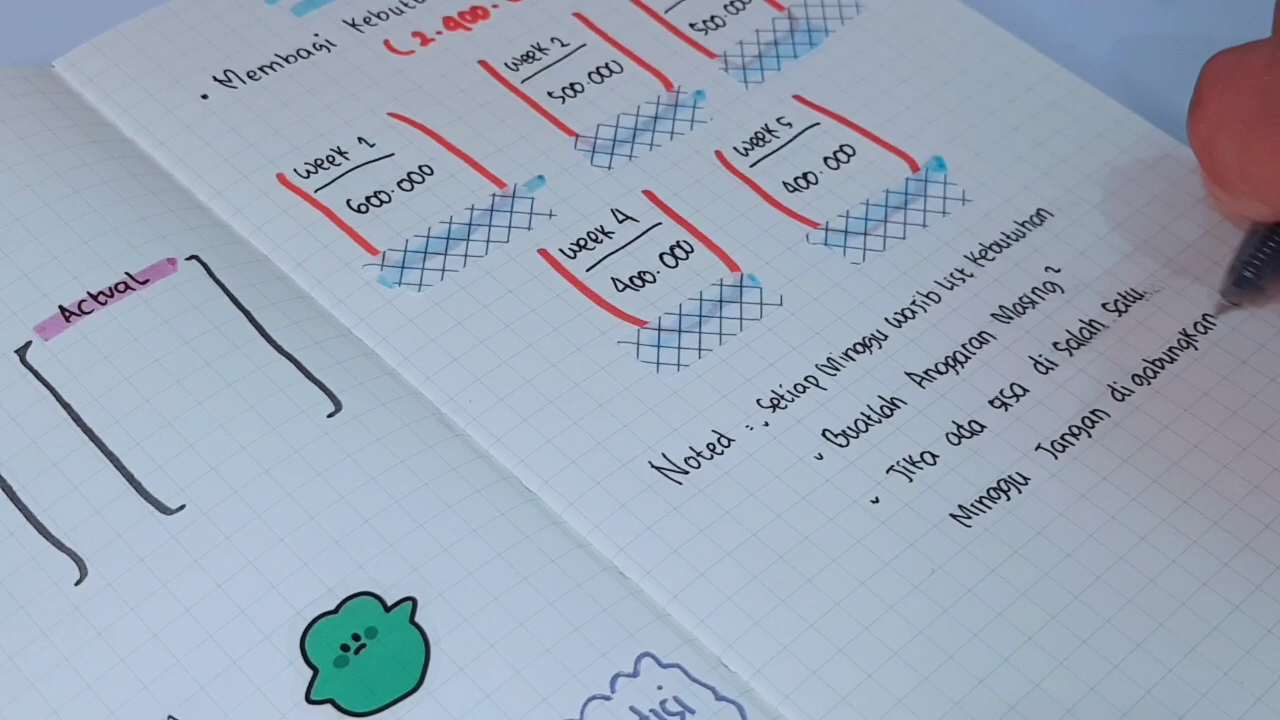 • Membagi Kebutu
(2.900.
Week 1
600.000
Week 2
500.000
500.000
Week 4
400.000
Week 5
400.000
Noted : ˇ Setiap Minggu Wajib List Kebutuhan
ˇ Buatlah Anggaran Masing²
ˇ Jika ada sisa di Salah Satu..
Minggu Jangan di gabungkan
Actual
isi